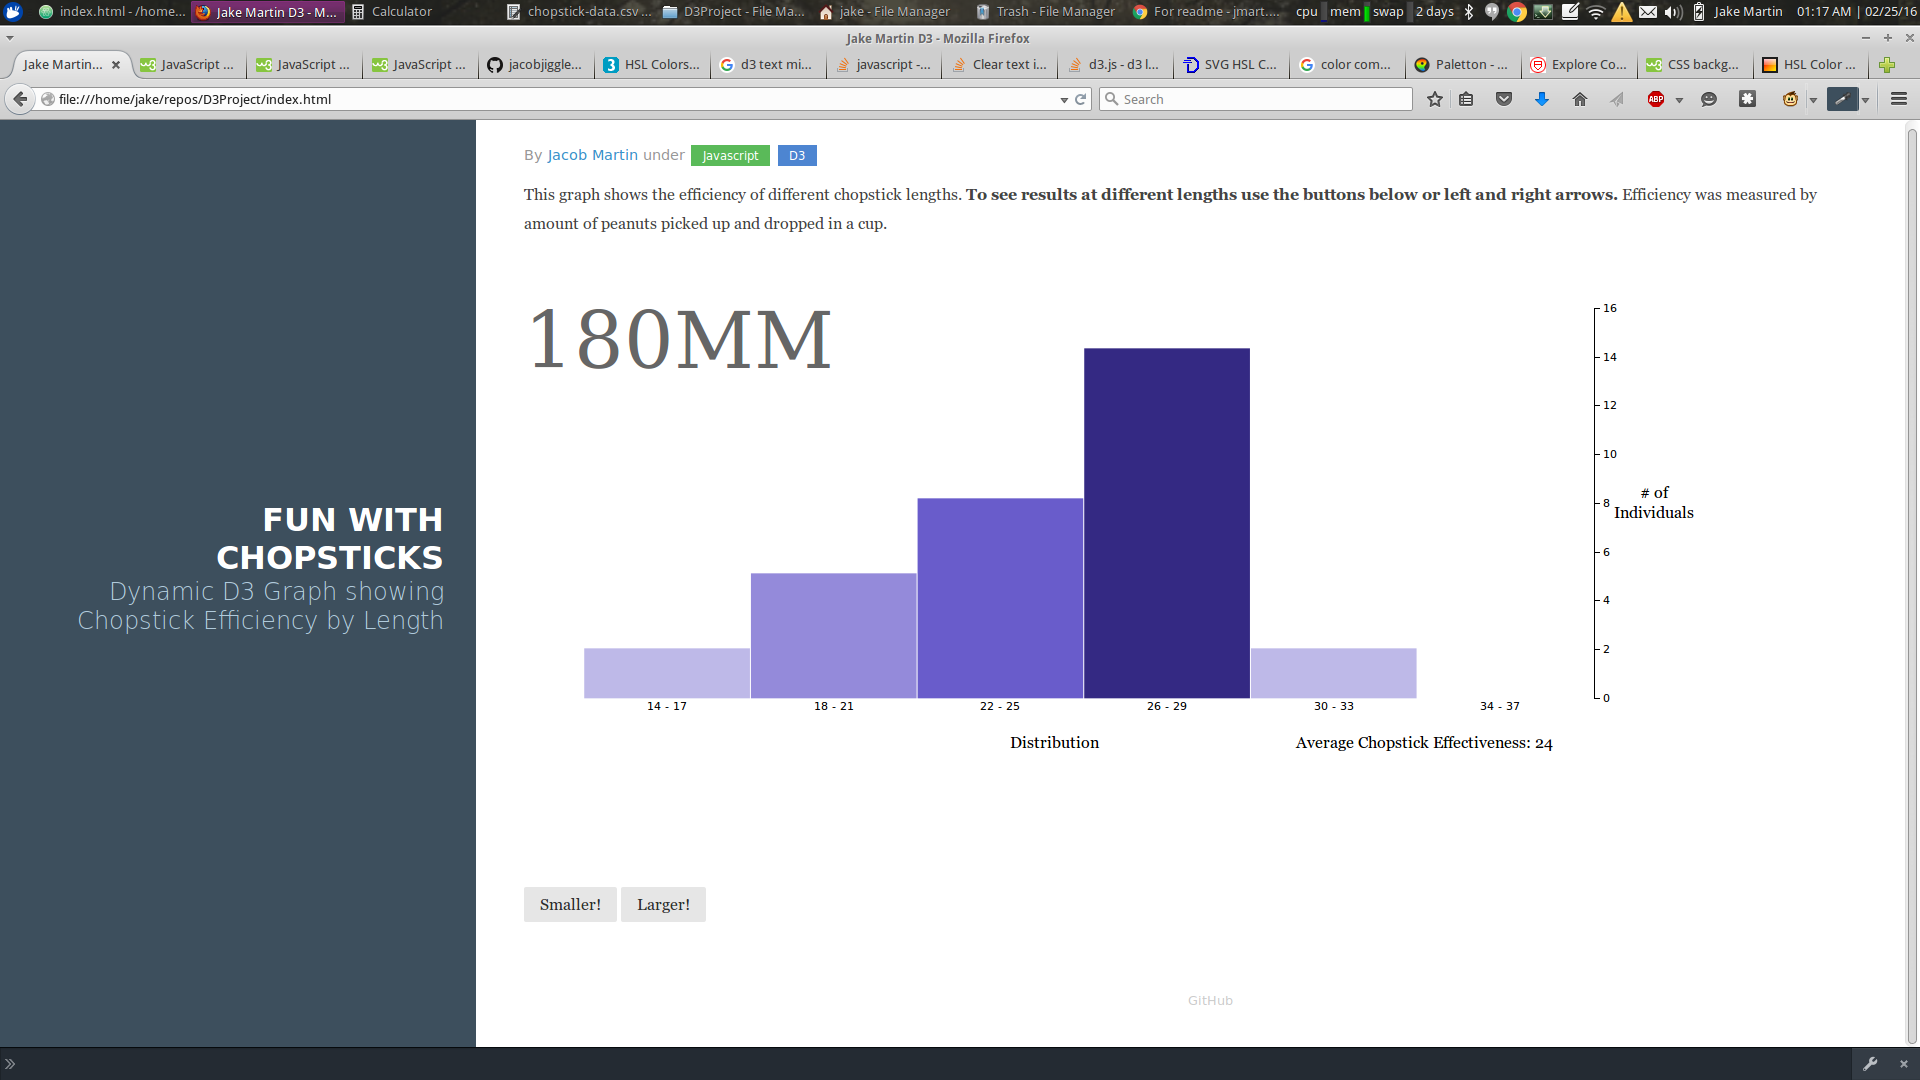 index.html - /home...
Jake Martin D3 - M...
Calculator
chopstick-data.csv ...
D3Project - File Ma...
jake - File Manager
Trash - File Manager
For readme - jmart....
cpu mem swap 2 days
Jake Martin
01:17 AM | 02/25/16
Jake Martin D3 - Mozilla Firefox
Jake Martin...
JavaScript ...
JavaScript ...
JavaScript ...
jacobjiggle...
HSL Colors...
d3 text mi...
javascript -...
Clear text i...
d3.js - d3 l...
SVG HSL C...
color com...
Paletton - ...
Explore Co...
CSS backg...
HSL Color ...
file:///home/jake/repos/D3Project/index.html
Search
ABP
FUN WITH
CHOPSTICKS
Dynamic D3 Graph showing
Chopstick Efficiency by Length
By Jacob Martin under Javascript D3
This graph shows the efficiency of different chopstick lengths. To see results at different lengths use the buttons below or left and right arrows. Efficiency was measured by
amount of peanuts picked up and dropped in a cup.
180MM
16
14
12
10
8
6
4
2
0
# of
Individuals
14 - 17
18 - 21
22 - 25
26 - 29
30 - 33
34 - 37
Distribution
Average Chopstick Effectiveness: 24
Smaller!
Larger!
GitHub